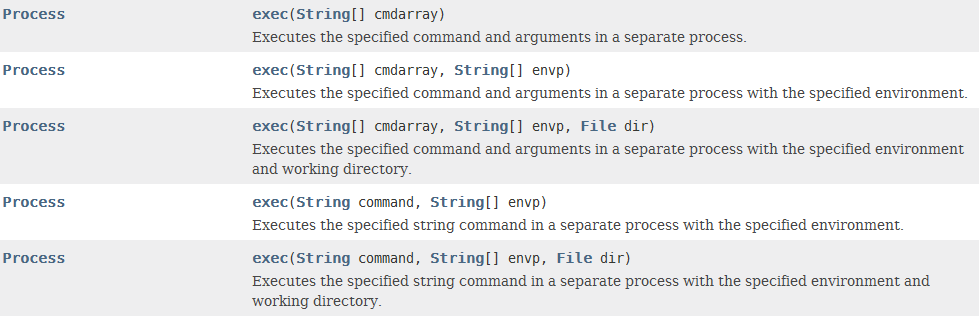 Process exec(String[] cmdarray)
Executes the specified command and arguments in a separate process.
Process exec(String[] cmdarray, String[] envp)
Executes the specified command and arguments in a separate process with the specified environment.
Process exec(String[] cmdarray, String[] envp, File dir)
Executes the specified command and arguments in a separate process with the specified environment
and working directory.
Process exec(String command, String[] envp)
Executes the specified string command in a separate process with the specified environment.
Process exec(String command, String[] envp, File dir)
Executes the specified string command in a separate process with the specified environment and
working directory.